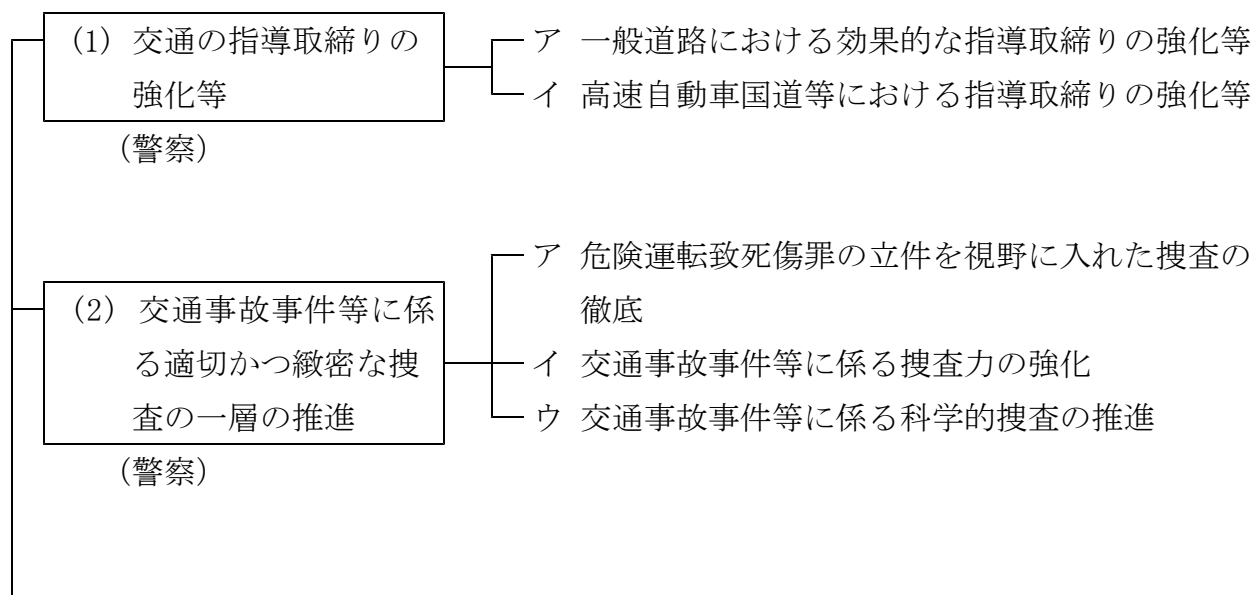 (1) 交通の指導取締りの
強化等
(警察)
ア 一般道路における効果的な指導取締りの強化等
イ 高速自動車国道等における指導取締りの強化等
(2) 交通事故事件等に係
る適切かつ緻密な捜
査の一層の推進
(警察)
ア 危険運転致死傷罪の立件を視野に入れた捜査の
徹底
イ 交通事故事件等に係る捜査力の強化
ウ 交通事故事件等に係る科学的捜査の推進